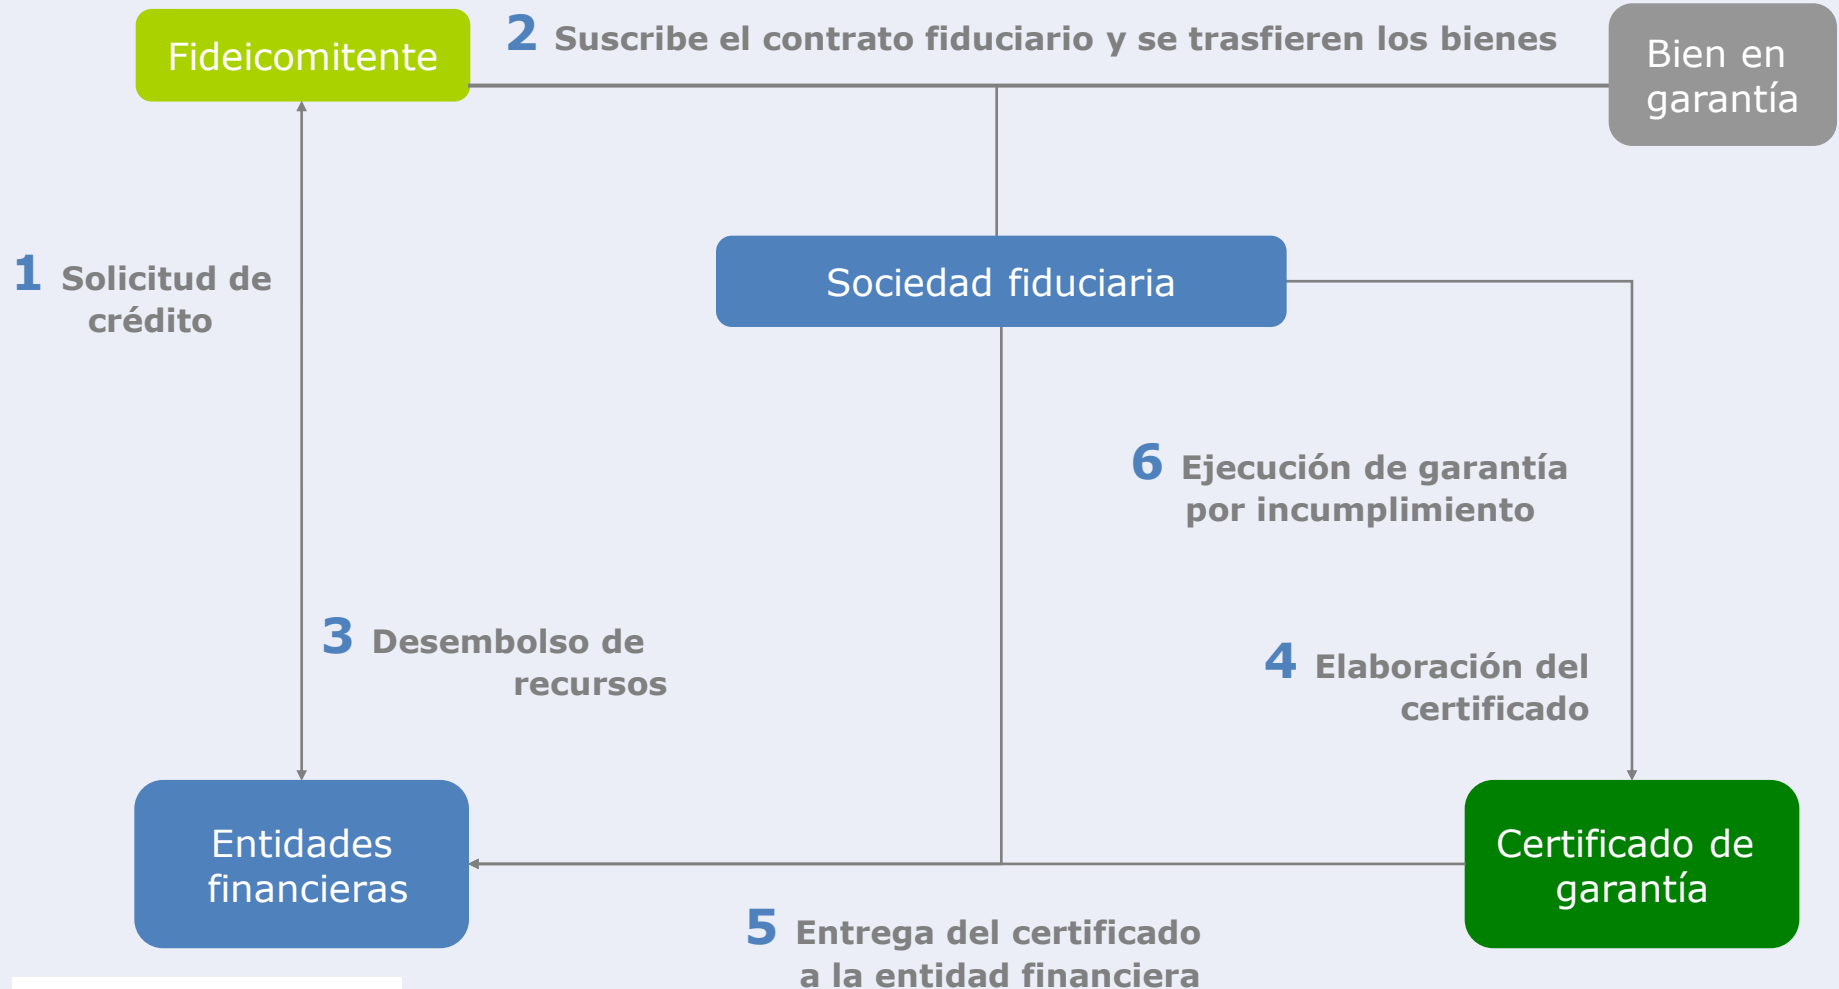 Fideicomitente
2 Suscribe el contrato fiduciario y se trasfieren los bienes
Bien en
garantía
1 Solicitud de
crédito
Sociedad fiduciaria
6 Ejecución de garantía
por incumplimiento
3 Desembolso de
recursos
4 Elaboración del
certificado
Entidades
financieras
Certificado de
garantía
5 Entrega del certificado
a la entidad financiera